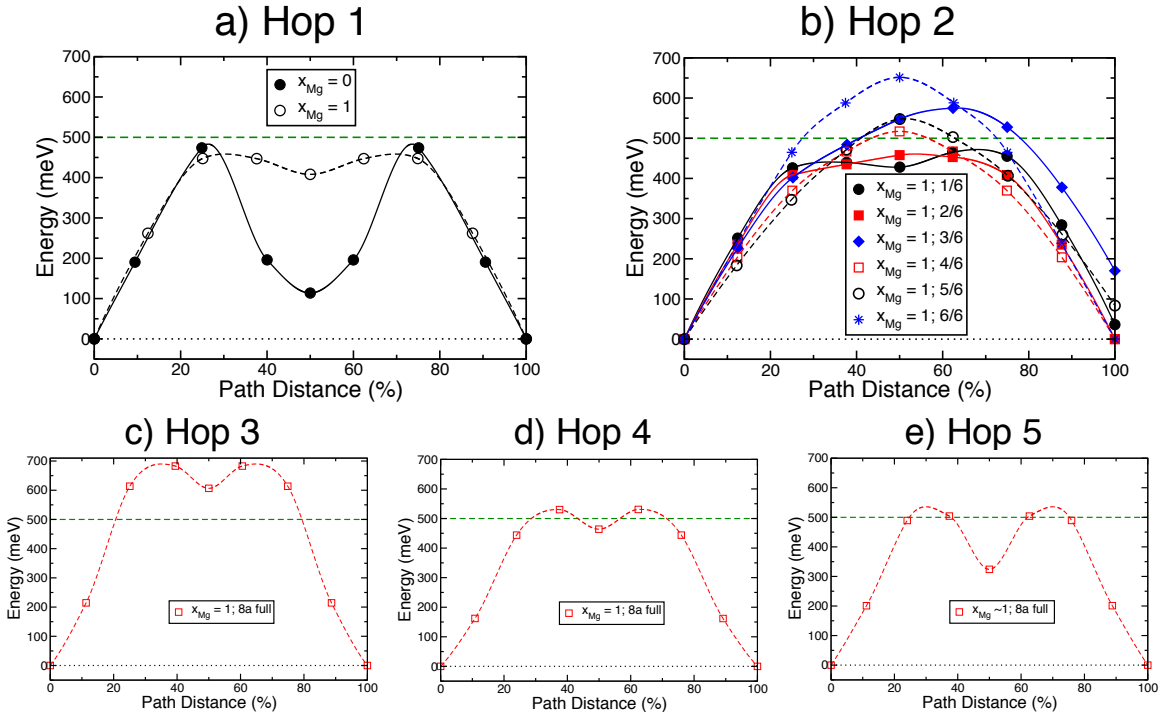 a) Hop 1
700
600
500
400
300
200
100
0
Energy (meV)
x_Mg = 0
x_Mg = 1
0 20 40 60 80 100
Path Distance (%)
b) Hop 2
700
600
500
400
300
200
100
0
Energy (meV)
x_Mg = 1; 1/6
x_Mg = 1; 2/6
x_Mg = 1; 3/6
x_Mg = 1; 4/6
x_Mg = 1; 5/6
x_Mg = 1; 6/6
0 20 40 60 80 100
Path Distance (%)
c) Hop 3
700
600
500
400
300
200
100
0
Energy (meV)
x_Mg = 1; 8a full
0 20 40 60 80 100
Path Distance (%)
d) Hop 4
700
600
500
400
300
200
100
0
Energy (meV)
x_Mg = 1; 8a full
0 20 40 60 80 100
Path Distance (%)
e) Hop 5
700
600
500
400
300
200
100
0
Energy (meV)
x_Mg ~1; 8a full
0 20 40 60 80 100
Path Distance (%)